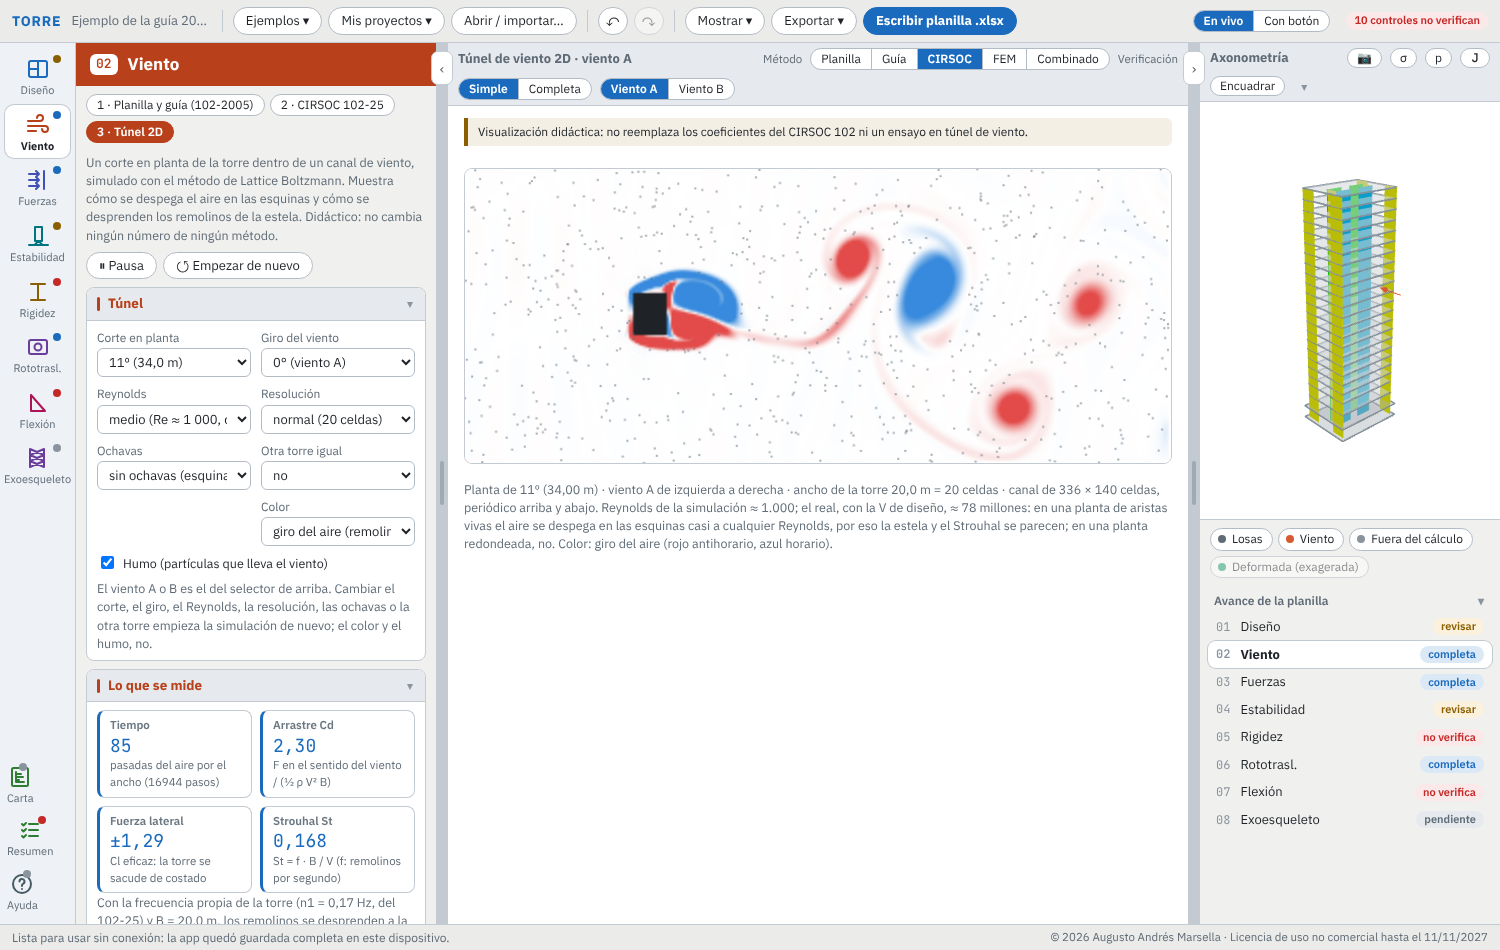 TORRE Ejemplo de la guía 20... Ejemplos ▾ Mis proyectos ▾ Abrir / importar... Mostrar ▾ Exportar ▾ Escribir planilla .xlsx En vivo Con botón 10 controles no verifican
Diseño
Viento
Fuerzas
Estabilidad
Rigidez
Rototrasl.
Flexión
Exoesqueleto
Carta
Resumen
Ayuda
02 Viento
1 · Planilla y guía (102-2005) 2 · CIRSOC 102-25
3 · Túnel 2D
Un corte en planta de la torre dentro de un canal de viento,
simulado con el método de Lattice Boltzmann. Muestra
cómo se despega el aire en las esquinas y cómo se
desprenden los remolinos de la estela. Didáctico: no cambia
ningún número de ningún método.
Pausa Empezar de nuevo
Túnel
Corte en planta Giro del viento
11º (34,0 m) 0° (viento A)
Reynolds Resolución
medio (Re ≈ 1 000, normal (20 celdas)
Ochavas Otra torre igual
sin ochavas (esquina no
Color
giro del aire (remolir
Humo (partículas que lleva el viento)
El viento A o B es el del selector de arriba. Cambiar el
corte, el giro, el Reynolds, la resolución, las ochavas o la
otra torre empieza la simulación de nuevo; el color y el
humo, no.
Lo que se mide
Tiempo
85
pasadas del aire por el
ancho (16944 pasos)
Arrastre Cd
2,30
F en el sentido del viento
/ (½ ρ V² B)
Fuerza lateral
±1,29
Cl eficaz: la torre se
sacude de costado
Strouhal St
0,168
St = f · B / V (f: remolinos
por segundo)
Con la frecuencia propia de la torre (n1 = 0,17 Hz, del
102-25) y B = 20,0 m, los remolinos se desprenden a la
Túnel de viento 2D · viento A Método Planilla Guía CIRSOC FEM Combinado Verificación
Simple Completa Viento A Viento B
Visualización didáctica: no reemplaza los coeficientes del CIRSOC 102 ni un ensayo en túnel de viento.
Planta de 11º (34,00 m) · viento A de izquierda a derecha · ancho de la torre 20,0 m = 20 celdas · canal de 336 × 140 celdas,
periódico arriba y abajo. Reynolds de la simulación ≈ 1.000; el real, con la V de diseño, ≈ 78 millones: en una planta de aristas
vivas el aire se despega en las esquinas casi a cualquier Reynolds, por eso la estela y el Strouhal se parecen; en una planta
redondeada, no. Color: giro del aire (rojo antihorario, azul horario).
Axonometría σ p J
Encuadrar ▾
Losas Viento Fuera del cálculo
Deformada (exagerada)
Avance de la planilla
01 Diseño revisar
02 Viento completa
03 Fuerzas completa
04 Estabilidad revisar
05 Rigidez no verifica
06 Rototrasl. completa
07 Flexión no verifica
08 Exoesqueleto pendiente
Lista para usar sin conexión: la app quedó guardada completa en este dispositivo.
© 2026 Augusto Andrés Marsella · Licencia de uso no comercial hasta el 11/11/2027